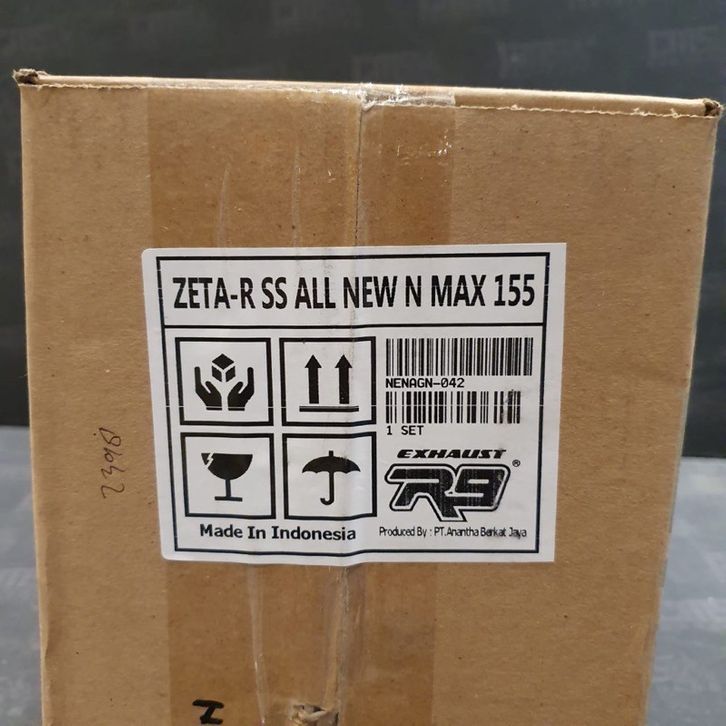 ZETA-R SS ALL NEW N MAX 155
NENAGN-042
1 SET
EXHAUST
R9®
Made In Indonesia
Produced By : PT.Anantha Berkat Jaya
2398